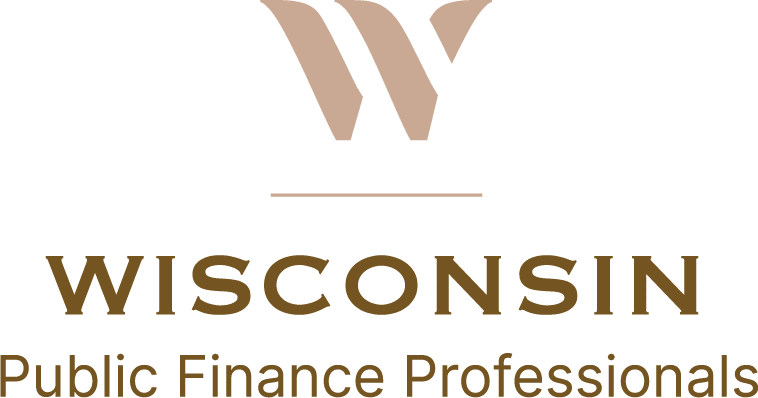 W
WISCONSIN
Public Finance Professionals